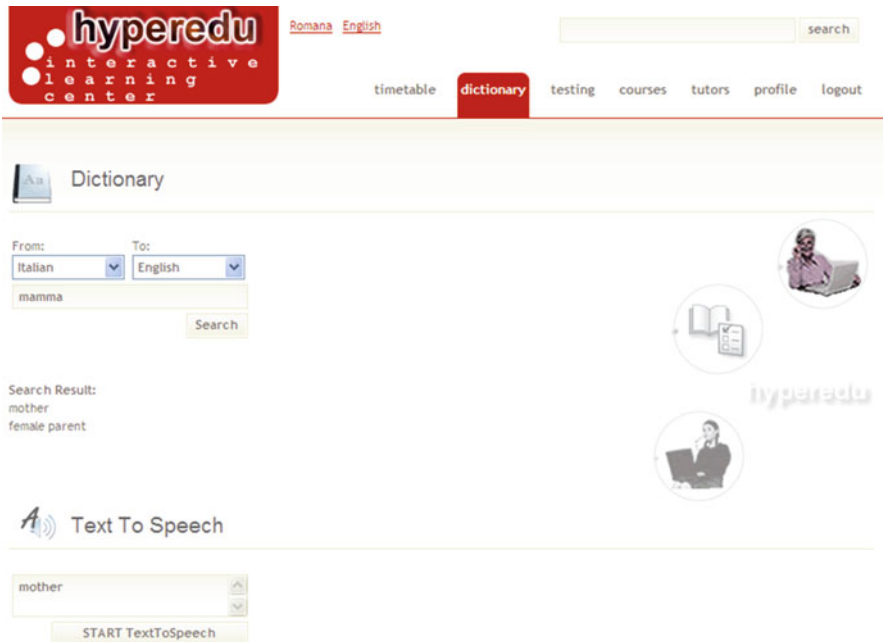 hyperedu
interactive
learning
center
Romana English
search
timetable dictionary testing courses tutors profile logout
Aa
Dictionary
From: To:
Italian English
mamma
Search
Search Result:
mother
female parent
hyperedu
A
Text To Speech
mother
START TextToSpeech